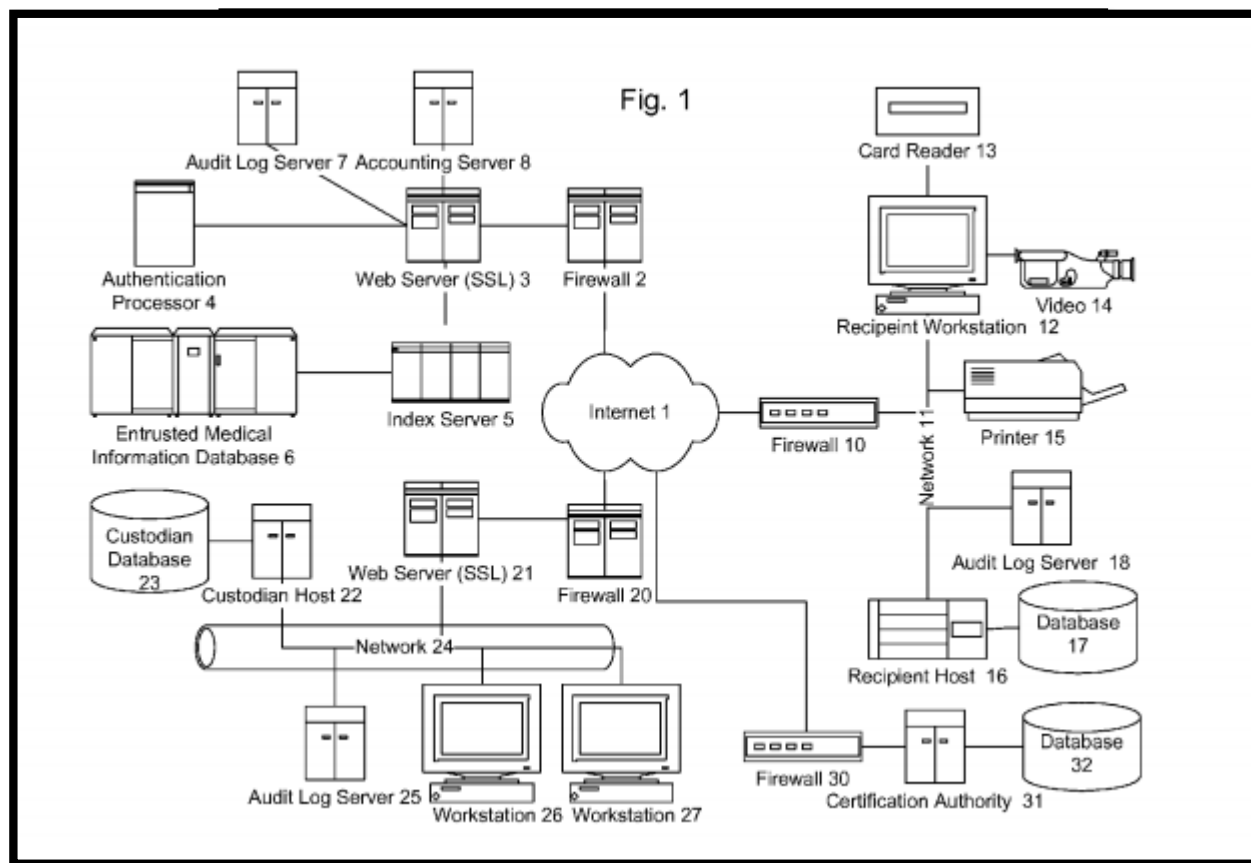 Fig. 1
Audit Log Server 7
Accounting Server 8
Card Reader 13
Authentication
Processor 4
Web Server (SSL) 3
Firewall 2
Video 14
Recipeint Workstation 12
Entrusted Medical
Information Database 6
Index Server 5
Internet 1
Firewall 10
Network 11
Printer 15
Custodian
Database
23
Custodian Host 22
Web Server (SSL) 21
Firewall 20
Audit Log Server 18
Network 24
Recipient Host 16
Database
17
Audit Log Server 25
Workstation 26
Workstation 27
Firewall 30
Certification Authority 31
Database
32